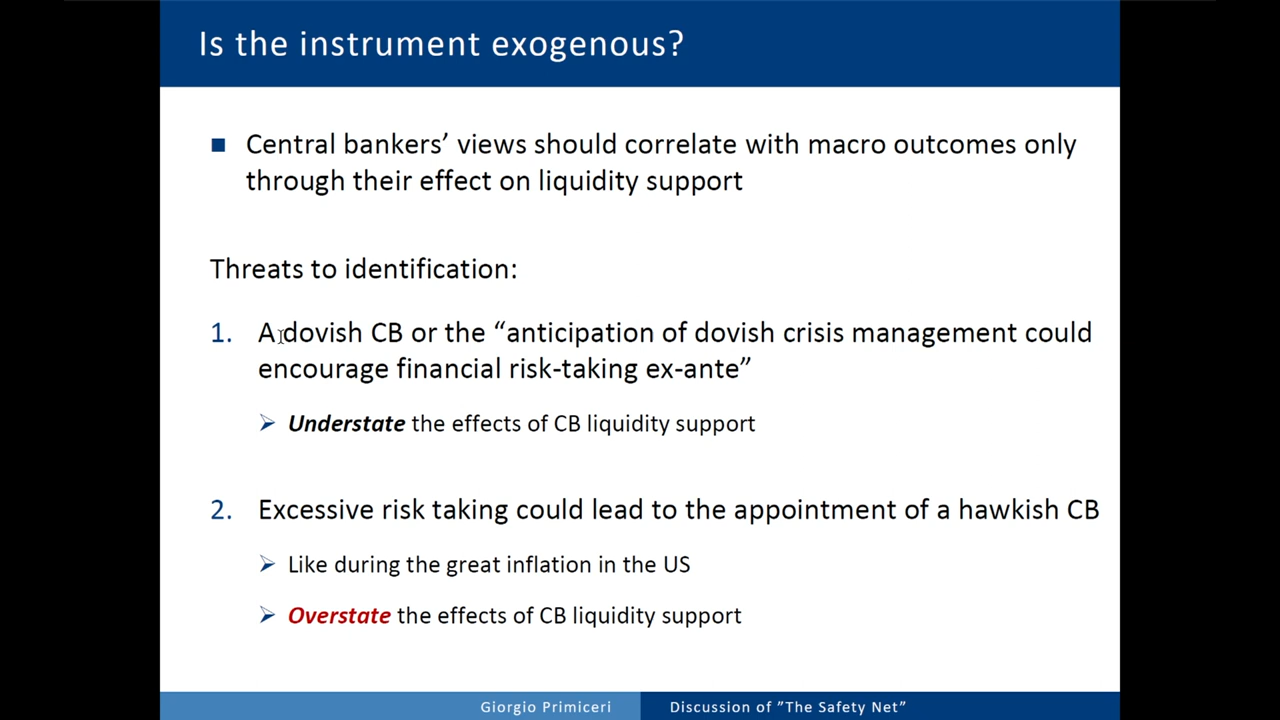 Is the instrument exogenous?
Central bankers’ views should correlate with macro outcomes only
through their effect on liquidity support
Threats to identification:
1. A dovish CB or the “anticipation of dovish crisis management could
encourage financial risk-taking ex-ante”
Understate the effects of CB liquidity support
2. Excessive risk taking could lead to the appointment of a hawkish CB
Like during the great inflation in the US
Overstate the effects of CB liquidity support
Giorgio Primiceri
Discussion of ”The Safety Net”